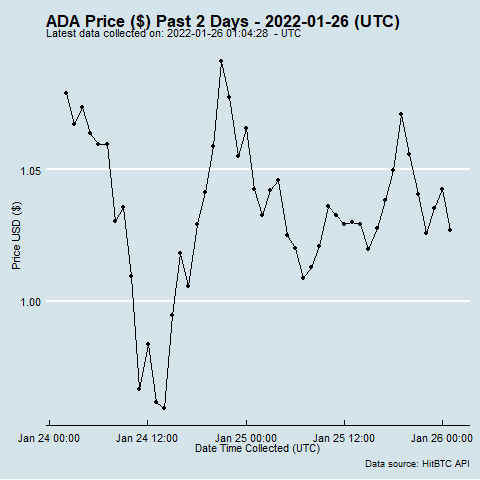 ADA Price ($) Past 2 Days - 2022-01-26 (UTC)
Latest data collected on: 2022-01-26 01:04:28 - UTC
1.05
1.00
Price USD ($)
Jan 24 00:00 Jan 24 12:00 Jan 25 00:00 Jan 25 12:00 Jan 26 00:00
Date Time Collected (UTC)
Data source: HitBTC API